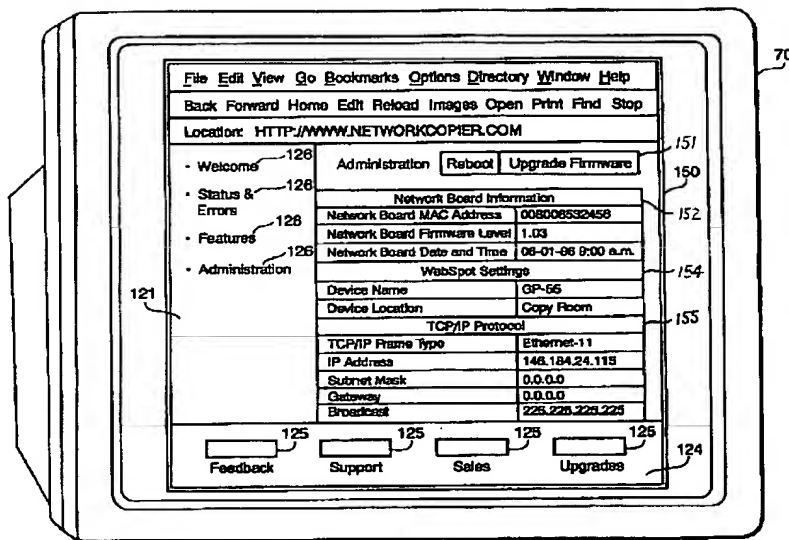 70
File Edit View Go Bookmarks Options Directory Window Help
Back Forward Home Edit Reload Images Open Print Find Stop
Location: HTTP://WWW.NETWORKCOPIER.COM
• Welcome 126
• Status & Errors 126
• Features 126
• Administration 126
121
Administration Reboot Upgrade Firmware 151
150
Network Board Information 152
Network Board MAC Address 008006532456
Network Board Firmware Level 1.03
Network Board Date and Time 06-01-96 9:00 a.m.
WebSpot Settings 154
Device Name GP-55
Device Location Copy Room
TCP/IP Protocol 155
TCP/IP Frame Type Ethernet-11
IP Address 146.184.24.115
Subnet Mask 0.0.0.0
Gateway 0.0.0.0
Broadcast 225.225.225.225
125 125 125 125
Feedback Support Sales Upgrades
124